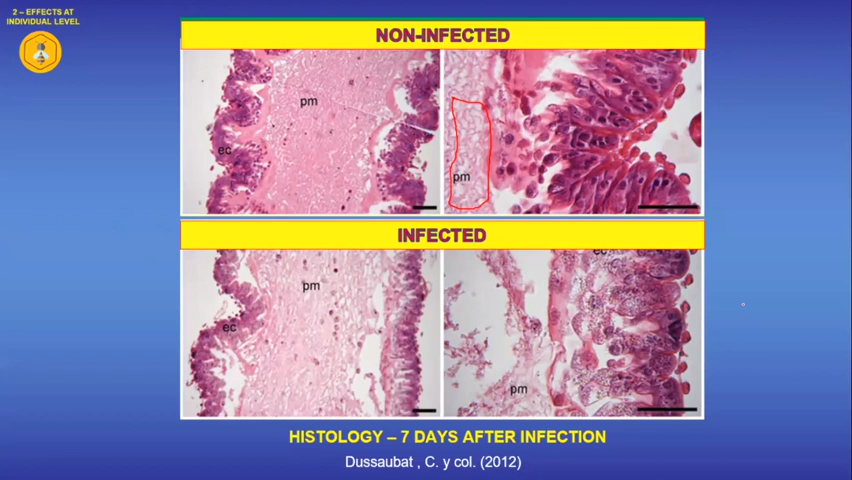 2 – EFFECTS AT
INDIVIDUAL LEVEL
NON-INFECTED
pm
ec
pm
INFECTED
pm
ec
ec
pm
HISTOLOGY – 7 DAYS AFTER INFECTION
Dussaubat , C. y col. (2012)